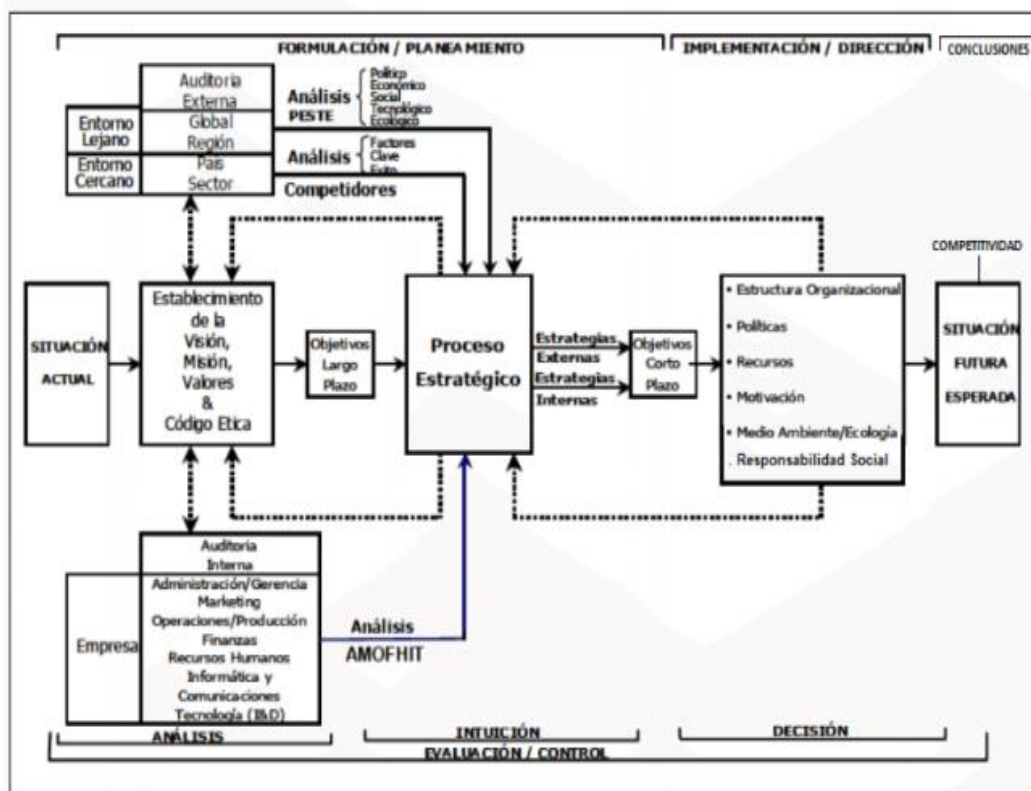 FORMULACIÓN / PLANEAMIENTO
IMPLEMENTACIÓN / DIRECCIÓN
CONCLUSIONES
Auditoria
Externa
Entorno
Lejano
Global
Región
Entorno
Cercano
País
Sector
Análisis
PESTE
Político
Económico
Social
Tecnológico
Ecológico
Análisis
Competidores
Factores
Clave
Exito
COMPETITIVIDAD
SITUACIÓN
ACTUAL
Establecimiento
de la
Visión,
Misión,
Valores
&
Código Etica
Objetivos
Largo
Plazo
Proceso
Estratégico
Estrategias
Externas
Estrategias
Internas
Objetivos
Corto
Plazo
• Estructura Organizacional
• Políticas
• Recursos
• Motivación
• Medio Ambiente/Ecología
. Responsabilidad Social
SITUACIÓN
FUTURA
ESPERADA
Auditoria
Interna
Empresa
Administración/Gerencia
Marketing
Operaciones/Producción
Finanzas
Recursos Humanos
Informática y
Comunicaciones
Tecnología (I&D)
Análisis
AMOFHIT
ANÁLISIS
INTUICIÓN
DECISIÓN
EVALUACIÓN / CONTROL